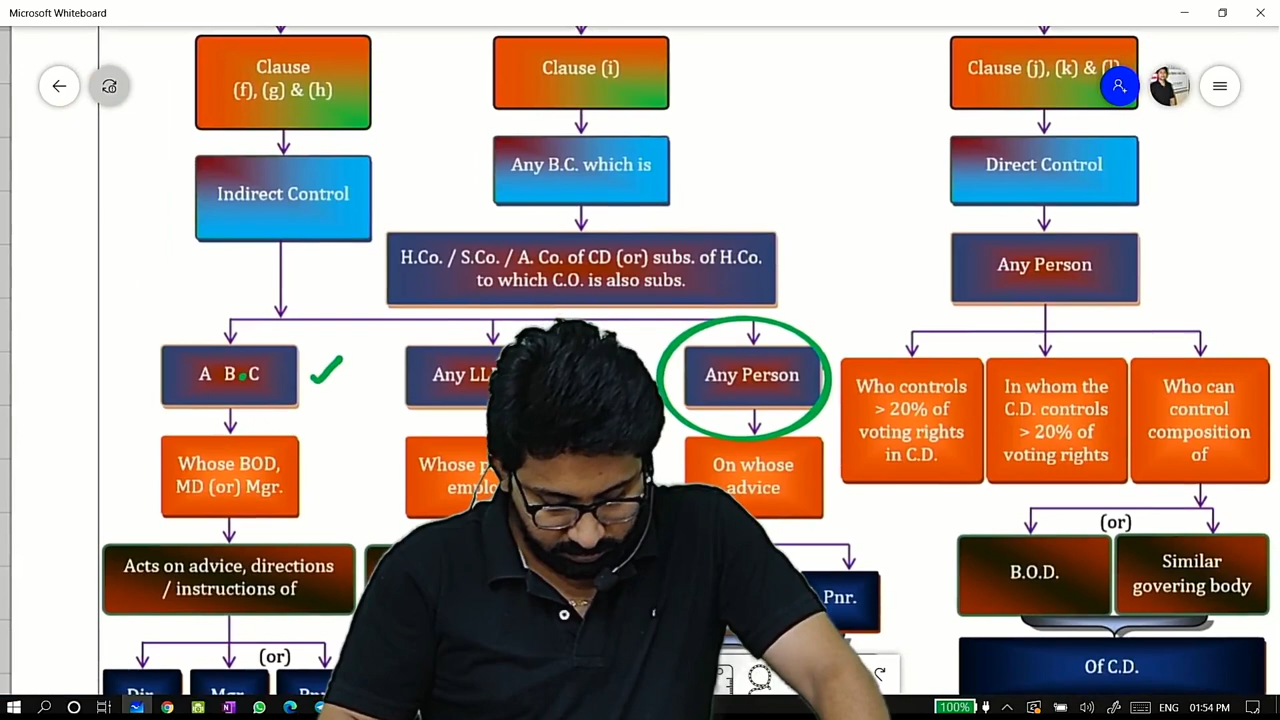 Microsoft Whiteboard
Clause
(f), (g) & (h)
Clause (i)
Clause (j), (k) &
Indirect Control
Any B.C. which is
Direct Control
H.Co. / S.Co. / A. Co. of CD (or) subs. of H.Co.
to which C.O. is also subs.
Any Person
A B.C
Any
Any Person
Who controls
> 20% of
voting rights
in C.D.
In whom the
C.D. controls
> 20% of
voting rights
Who can
control
composition
of
Whose BOD,
MD (or) Mgr.
Whose
On whose
advice
(or)
Acts on advice, directions
/ instructions of
B.O.D.
Similar
govering body
Pnr.
(or)
Of C.D.
Dir.
Mgr.
100%
ENG
01:54 PM